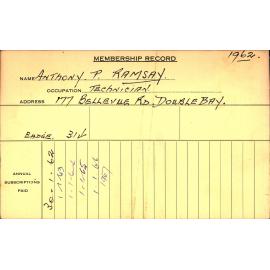 1962.
MEMBERSHIP RECORD
NAME ANTHONY. P. RAMSAY.
OCCUPATION TECHNICIAN
ADDRESS 177 BELLEVUE RD. DOUBLE BAY.
BADGE.
ANNUAL
SUBSCRIPTIONS
PAID
30-1-62
1-1-63
1-1-65
1-1-66
1967